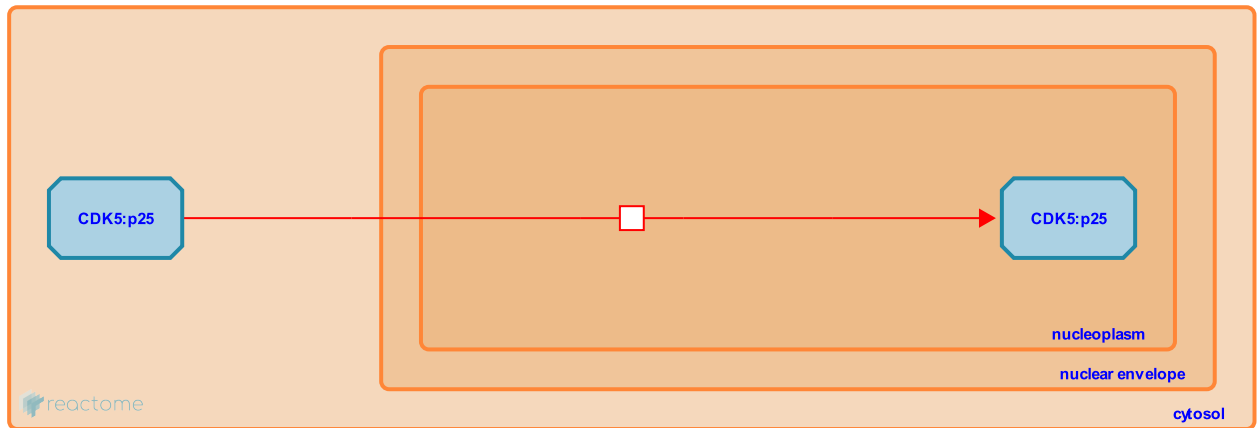 CDK5:p25
CDK5:p25
nucleoplasm
nuclear envelope
reactome
cytosol